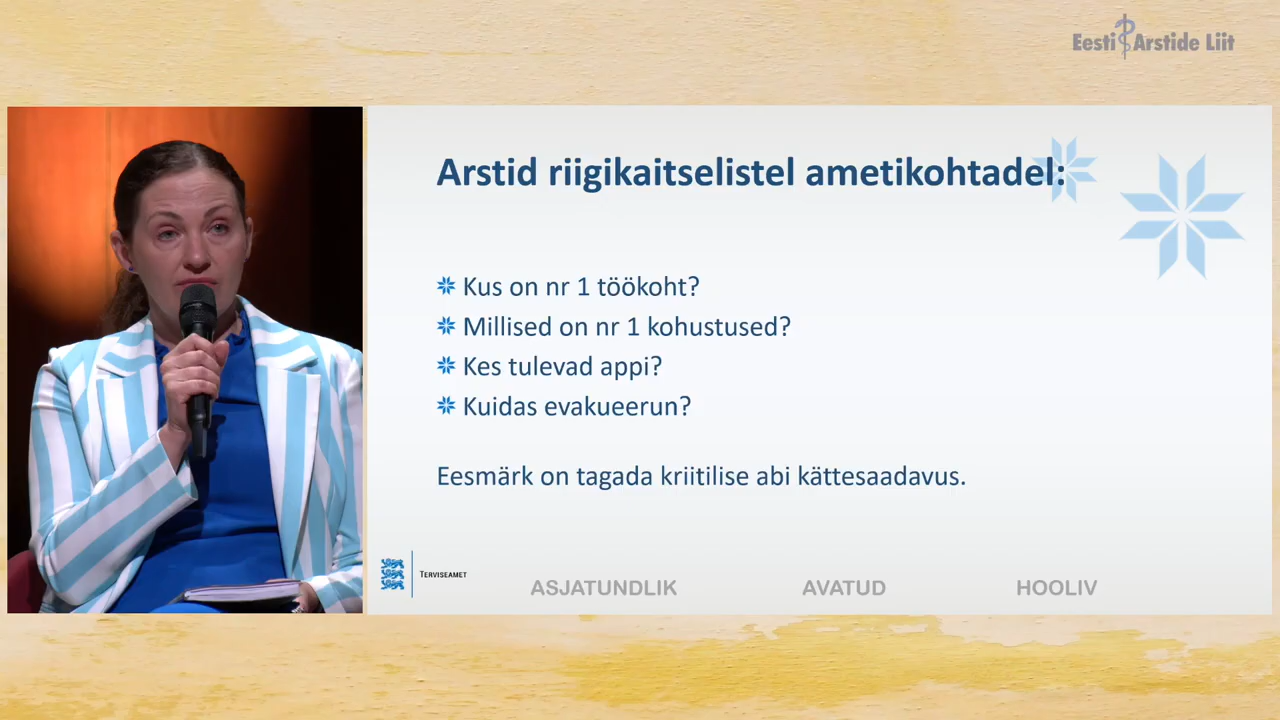 Eesti Arstide Liit
Arstid riigikaitselistel ametikohtadel:
Kus on nr 1 töökoht?
Millised on nr 1 kohustused?
Kes tulevad appi?
Kuidas evakueerun?
Eesmärk on tagada kriitilise abi kättesaadavus.
TERVISEAMET
ASJATUNDLIK AVATUD HOOLIV